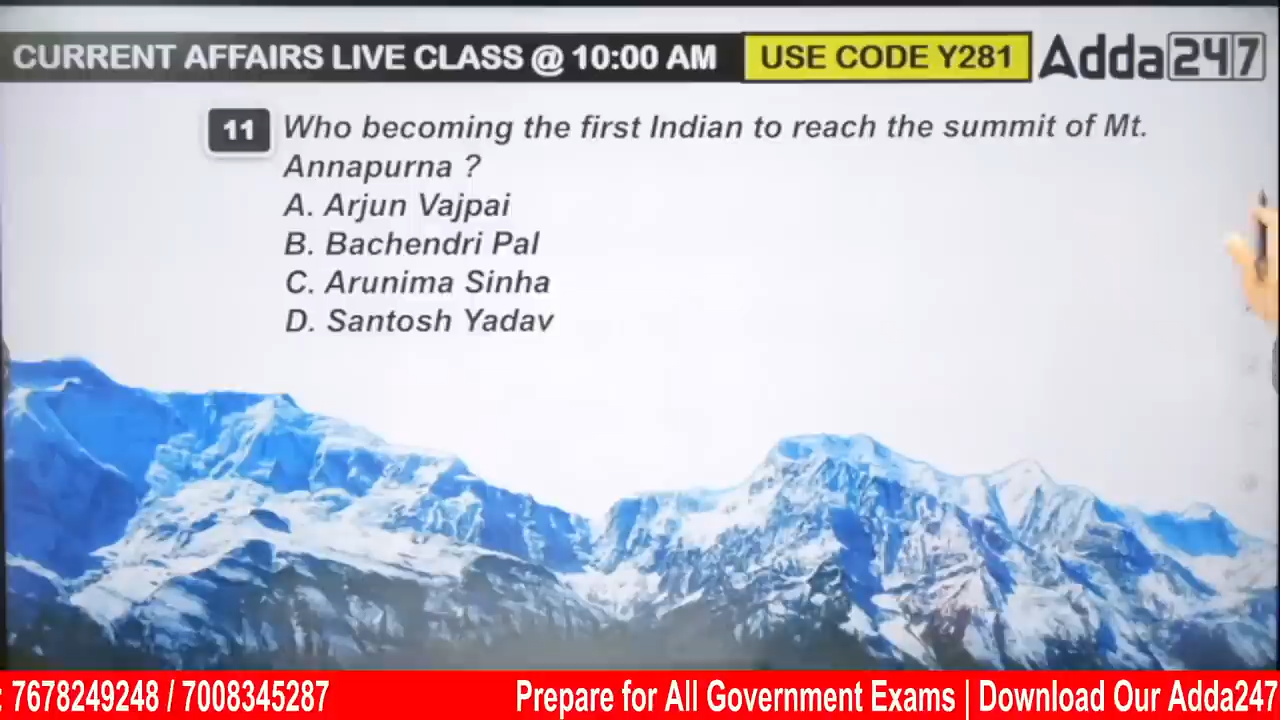 CURRENT AFFAIRS LIVE CLASS @ 10:00 AM
USE CODE Y281
Adda247
11 Who becoming the first Indian to reach the summit of Mt.
Annapurna ?
A. Arjun Vajpai
B. Bachendri Pal
C. Arunima Sinha
D. Santosh Yadav
: 7678249248 / 7008345287
Prepare for All Government Exams | Download Our Adda247